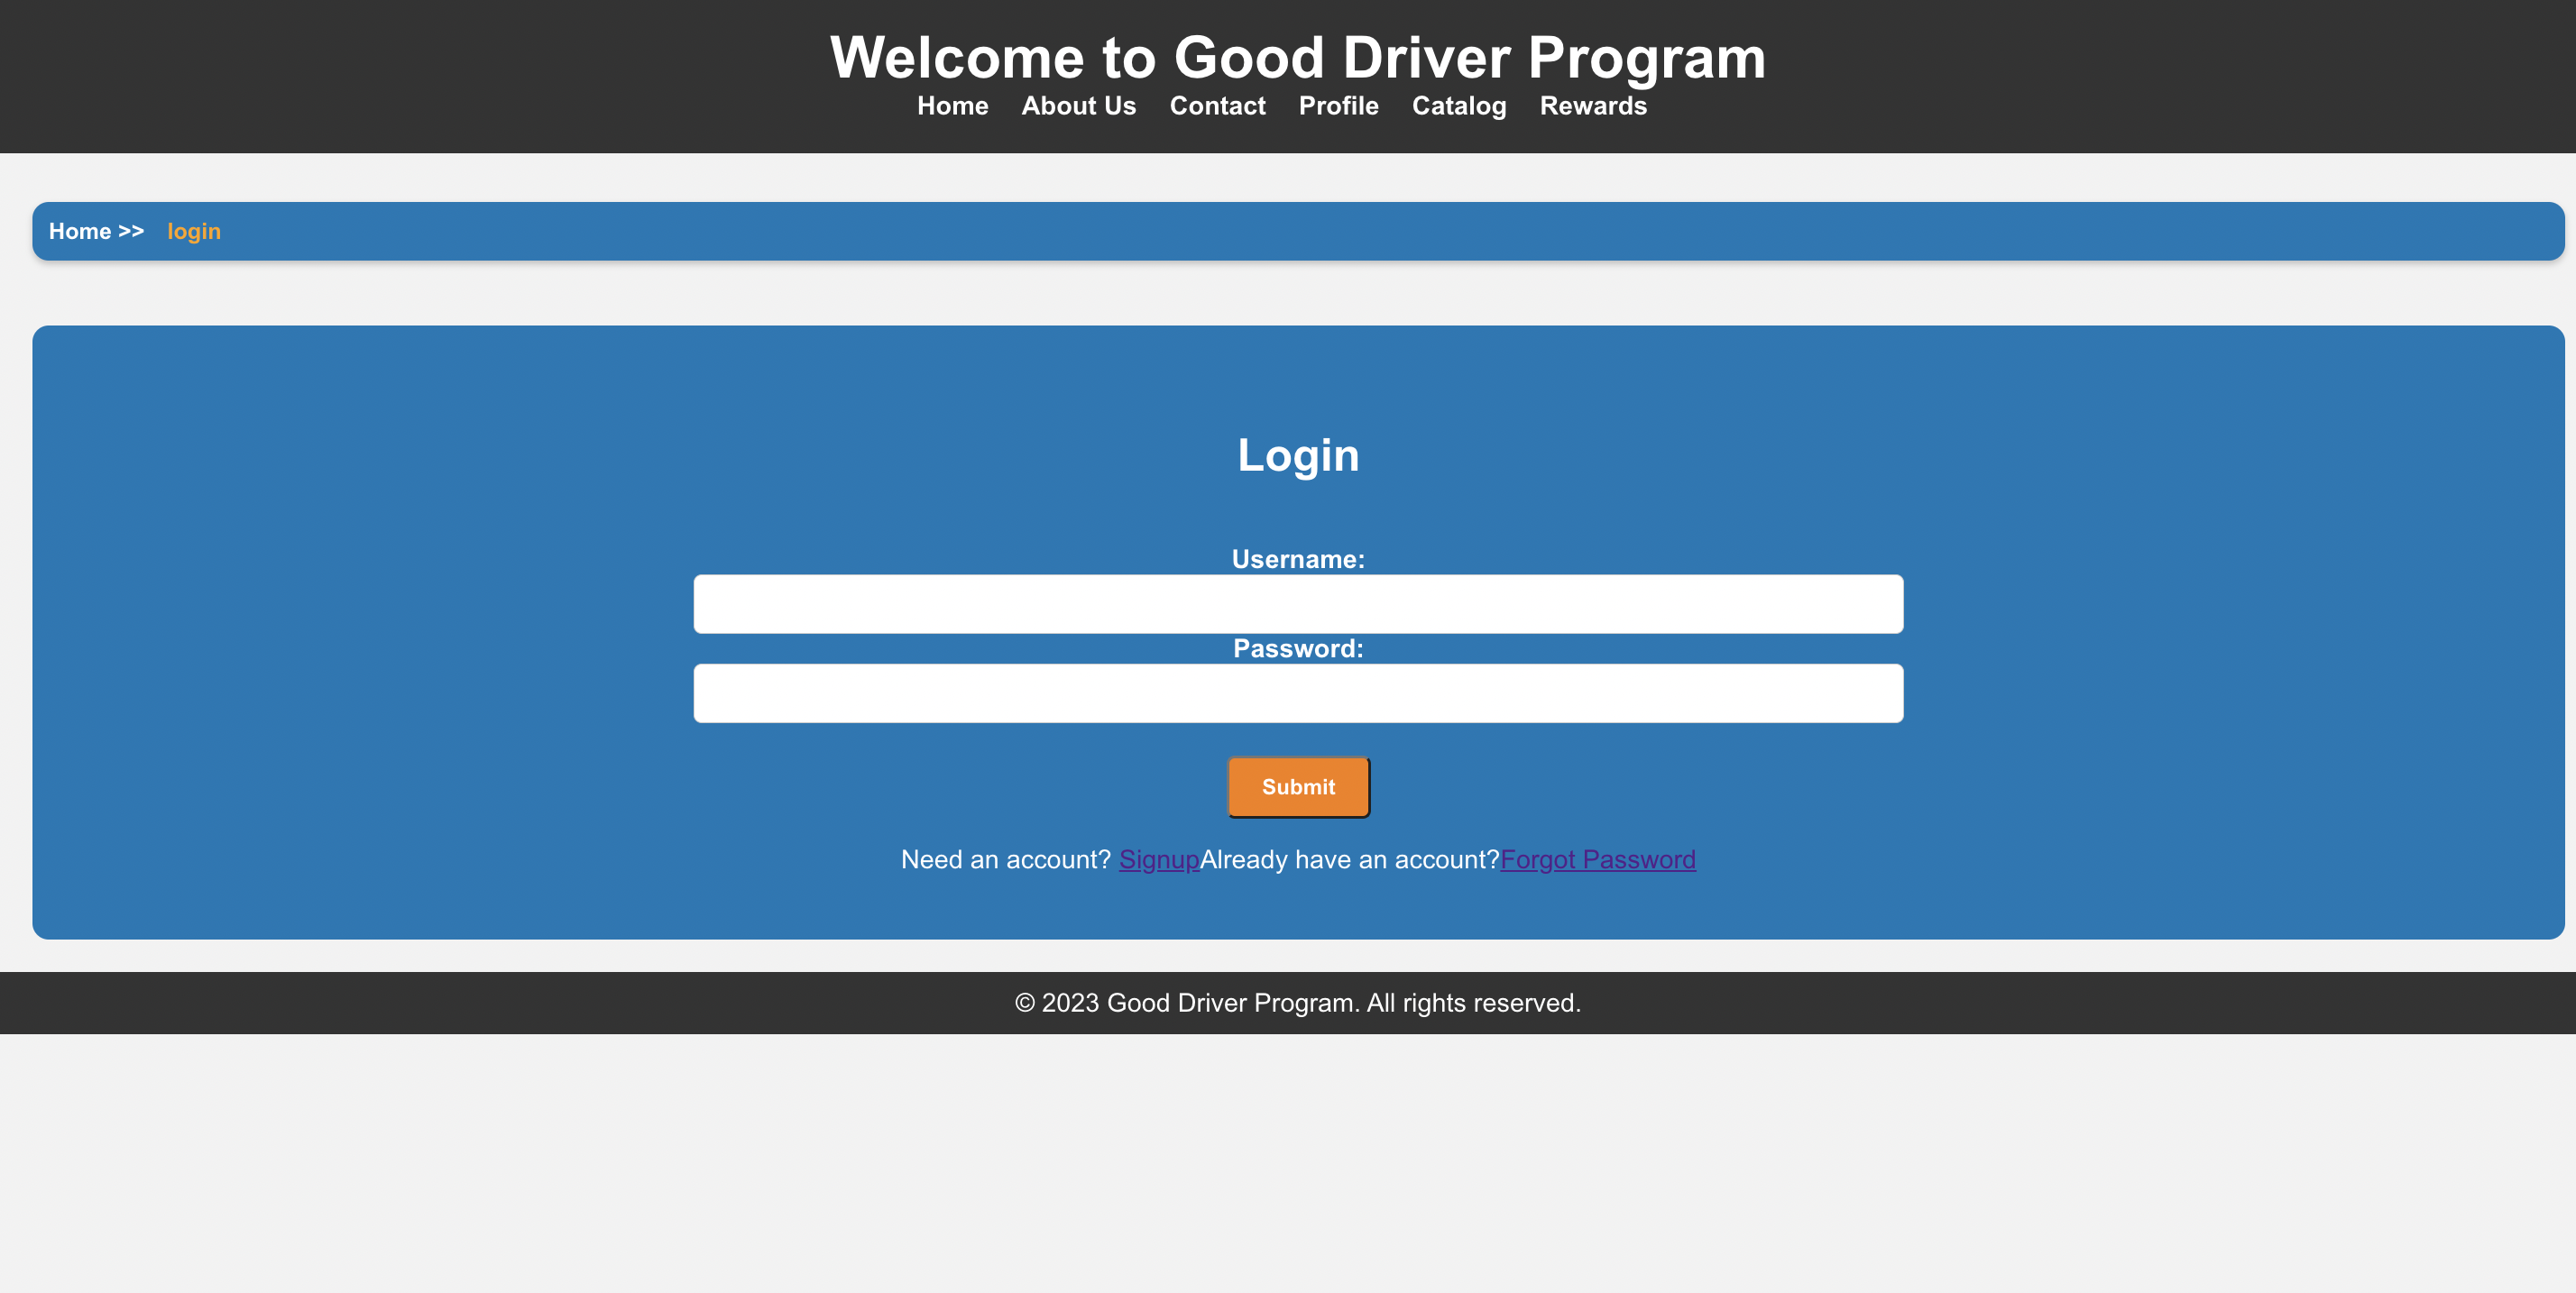 Welcome to Good Driver Program
Home About Us Contact Profile Catalog Rewards
Home >> login
Login
Username:
Password:
Submit
Need an account? SignupAlready have an account?Forgot Password
© 2023 Good Driver Program. All rights reserved.